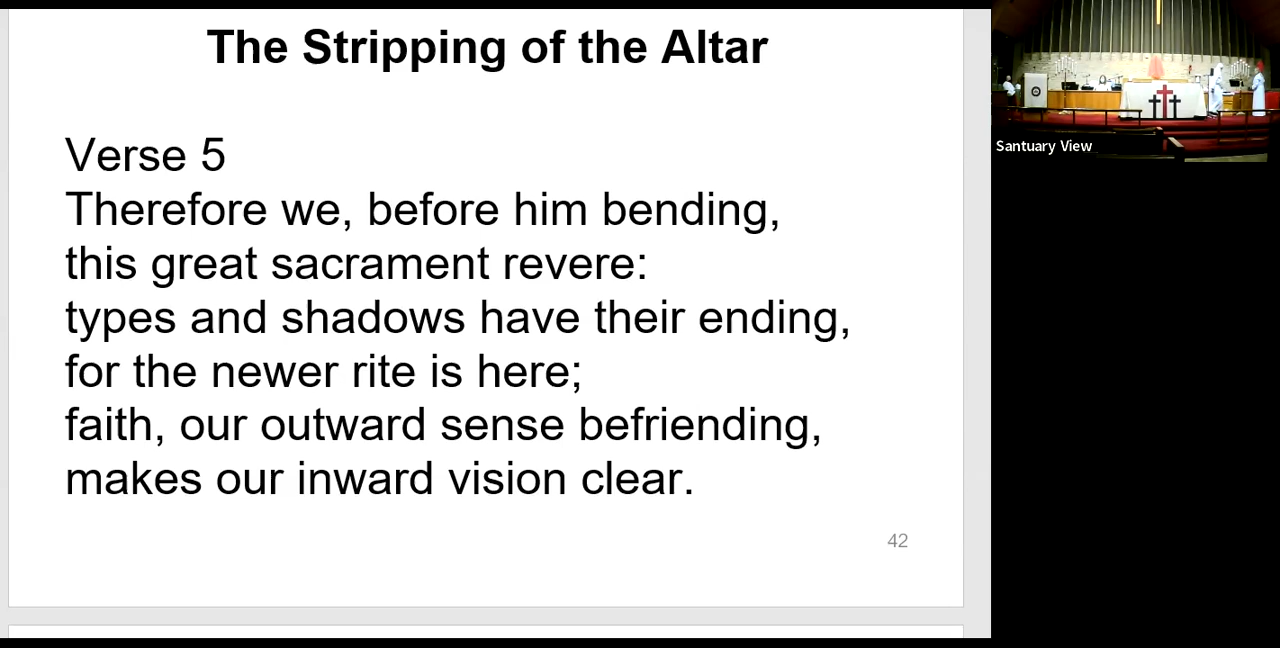 The Stripping of the Altar
Verse 5
Therefore we, before him bending,
this great sacrament revere:
types and shadows have their ending,
for the newer rite is here;
faith, our outward sense befriending,
makes our inward vision clear.
42
Santuary View